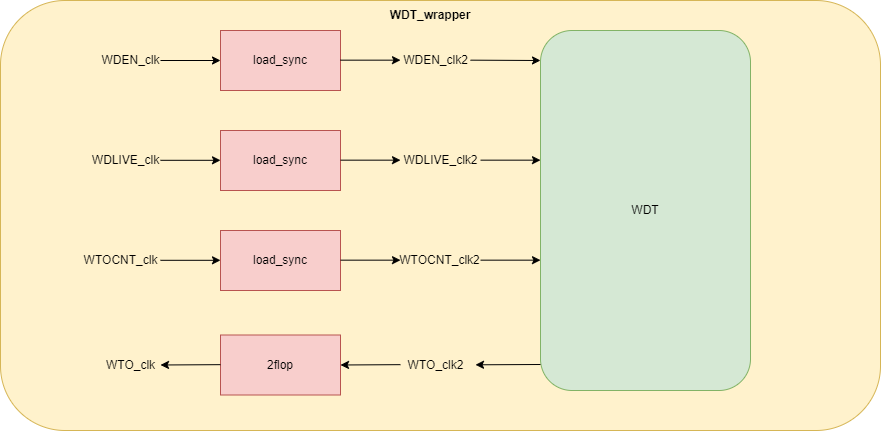 WDT_wrapper
WDEN_clk load_sync WDEN_clk2
WDLIVE_clk load_sync WDLIVE_clk2
WDT
WTOCNT_clk load_sync WTOCNT_clk2
WTO_clk 2flop WTO_clk2